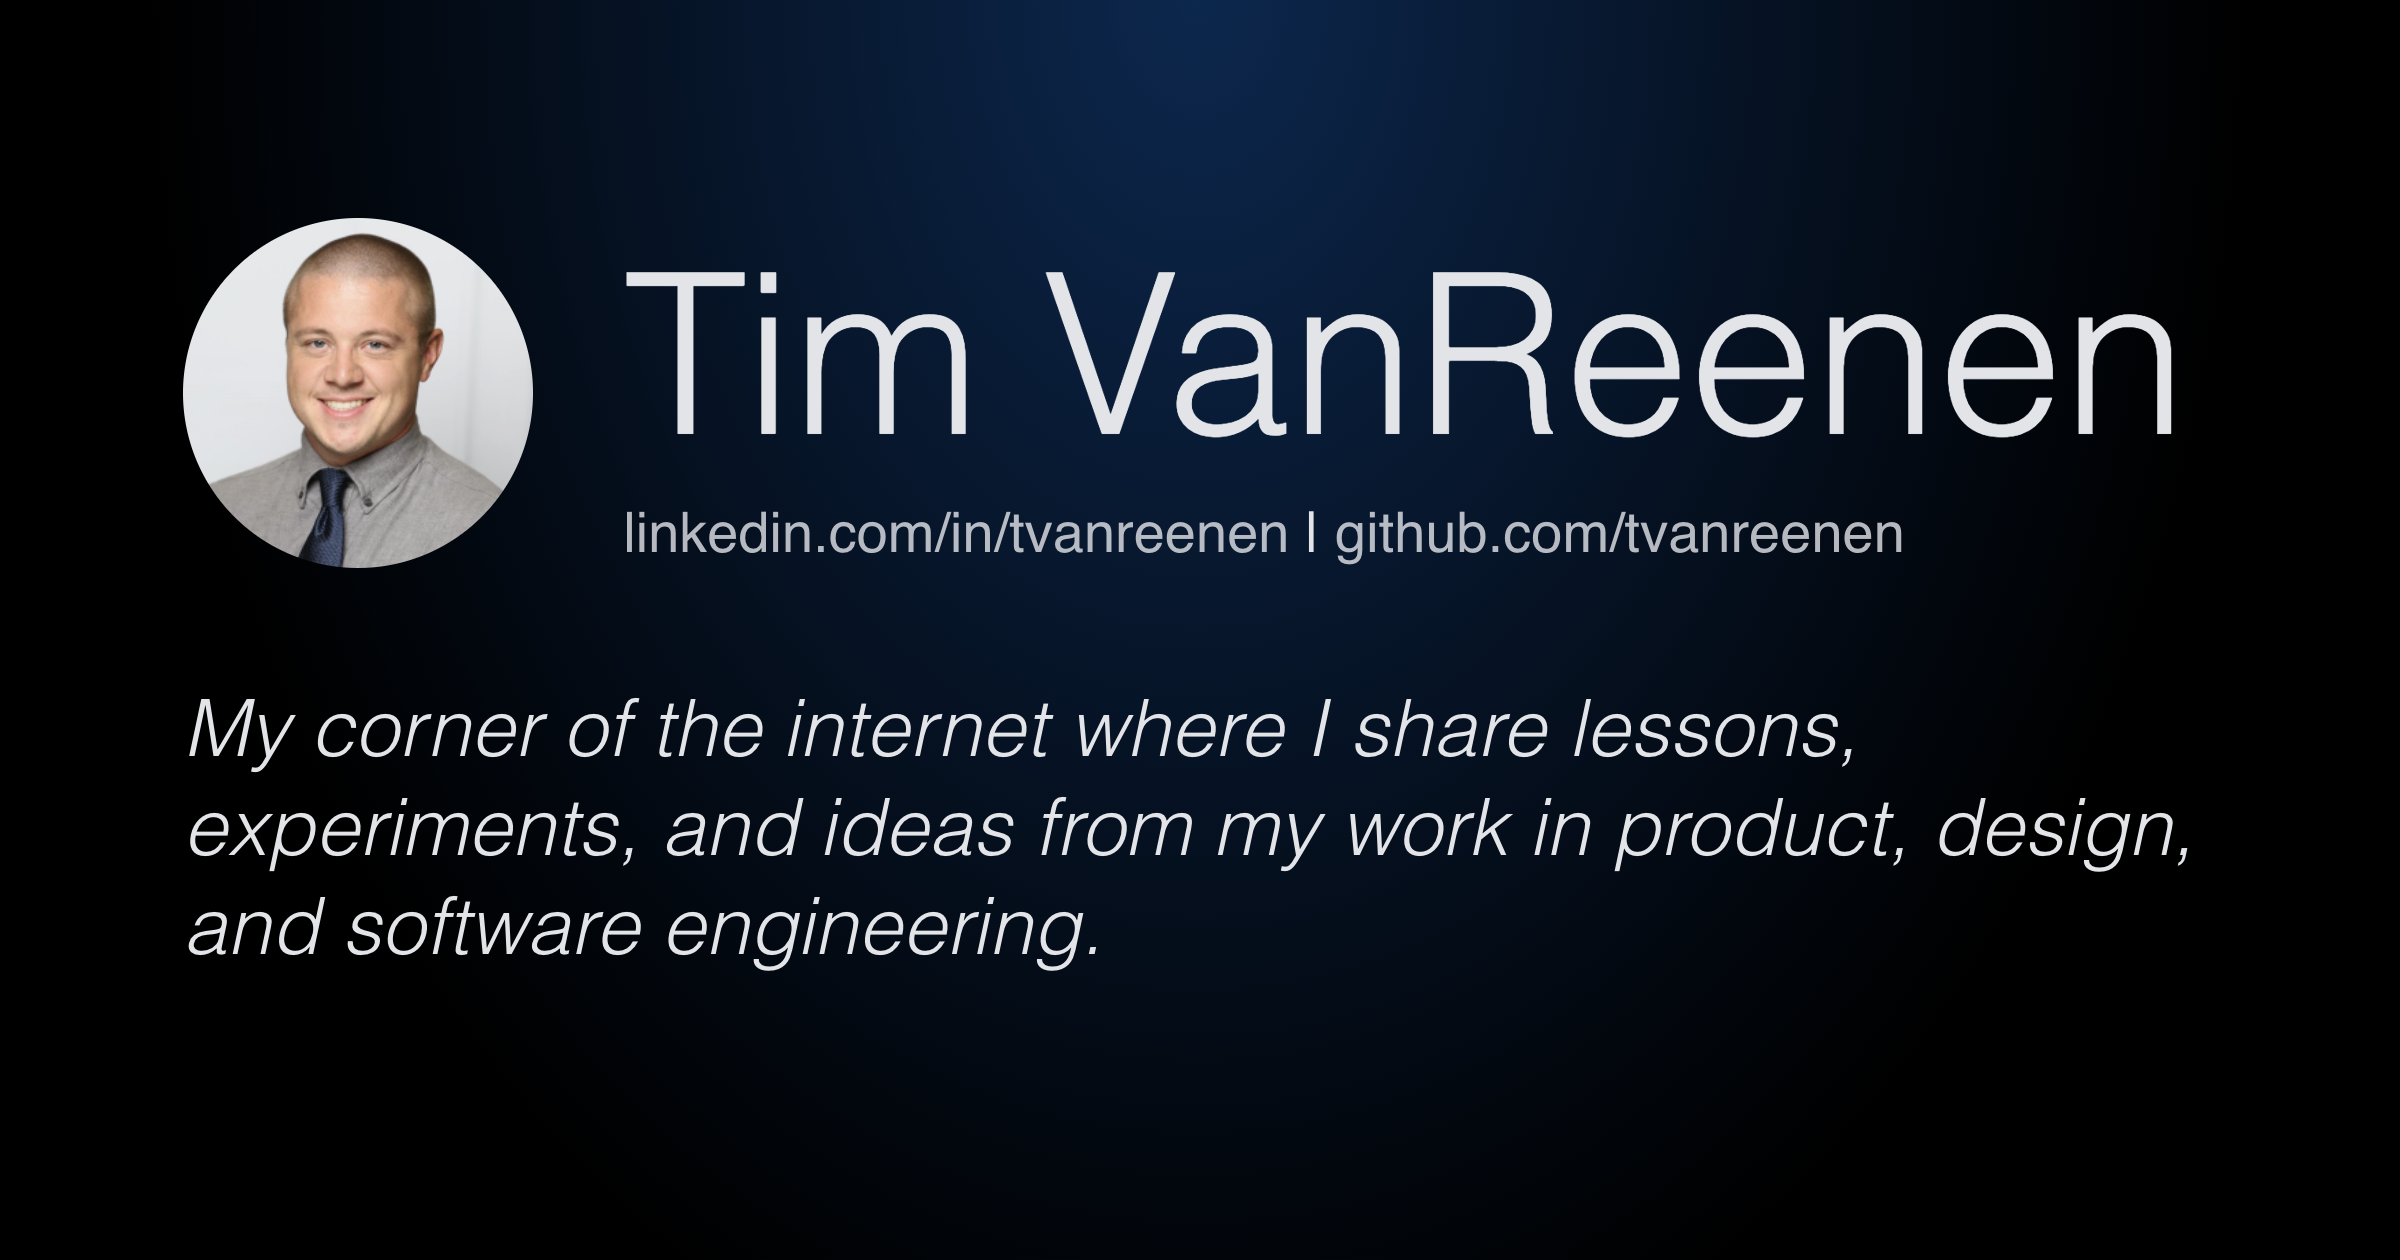 Tim VanReenen
linkedin.com/in/tvanreenen | github.com/tvanreenen
My corner of the internet where I share lessons,
experiments, and ideas from my work in product, design,
and software engineering.